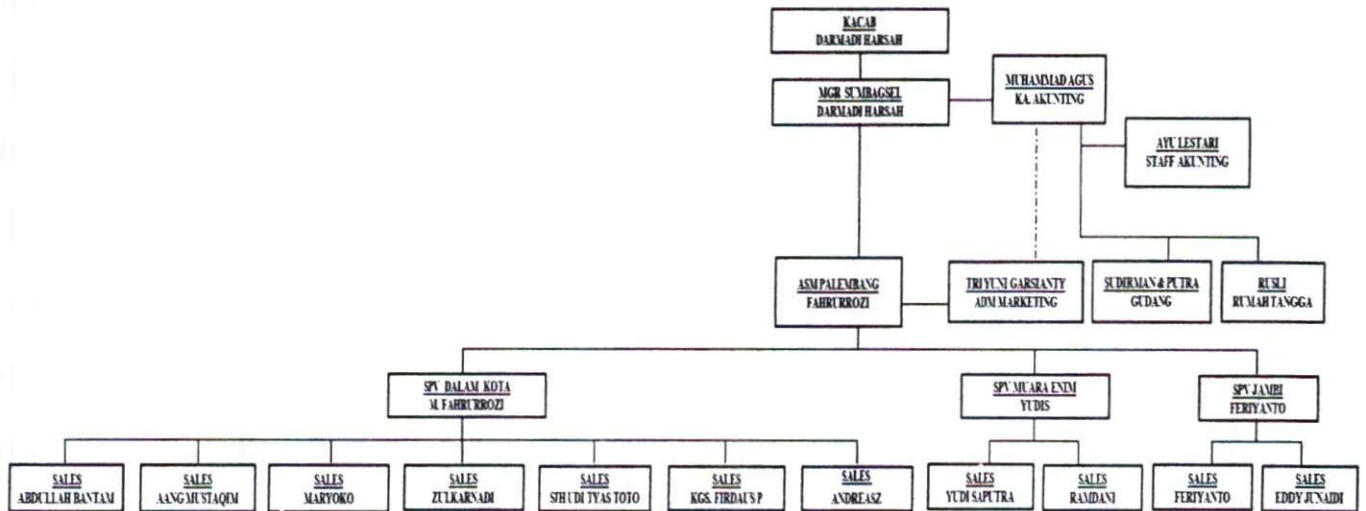 KACAB
DARMADI HARSAH
MGR SUMBAGSEL
DARMADI HARSAH
MUHAMMAD AGUS
KA. AKUNTING
AYU LESTARI
STAFF AKUNTING
ASM PALEMBANG
FAHRURROZI
TRI YUNI GARSIANTY
ADM MARKETING
SUDIRMAN & PUTRA
GUDANG
RUSLI
RUMAH TANGGA
SPV DALAM KOTA
M. FAHRURROZI
SPV MUARA ENIM
YUDIS
SPV JAMBI
FERIYANTO
SALES
ABDULLAH BANTAM
SALES
AANG MUSTAQIM
SALES
MARYOKO
SALES
ZULKARNADI
SALES
UDI TYAS TOTO
SALES
KGS. FIRDAUS P
SALES
ANDREASZ
SALES
YUDI SAPUTRA
SALES
RAMDANI
SALES
FERIYANTO
SALES
EDDY JUNAIDI